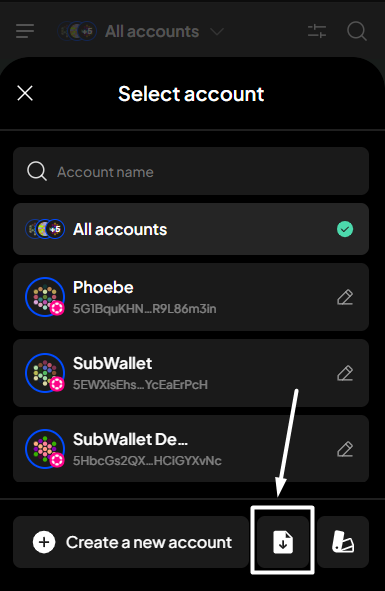 +5 All accounts
Select account
Account name
+5 All accounts
Phoebe
5G1BquKHN...R9L86m3in
SubWallet
5EWXisEhs...YcEaErPcH
SubWallet De...
5HbcGs2QX...HCiGYXvNc
Create a new account